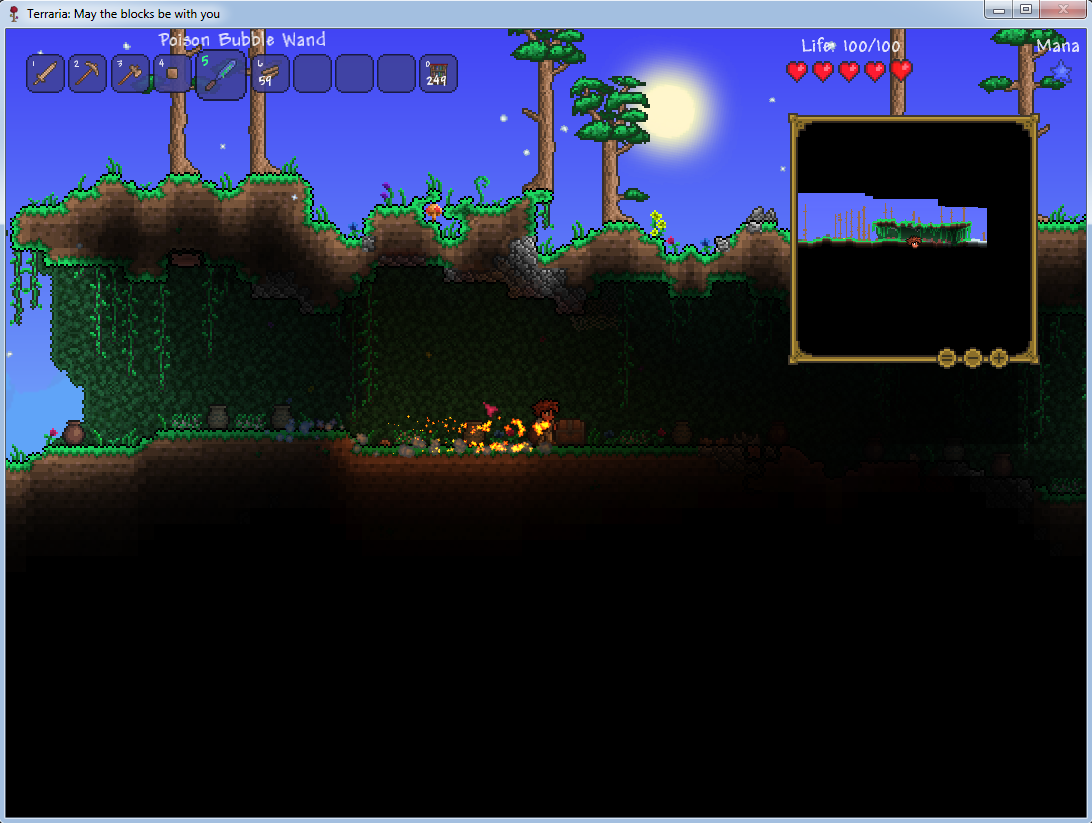 Terraria: May the blocks be with you
Poison Bubble Wand
Life 100/100
Mana
1 2 3 4 5 6 0
59 249